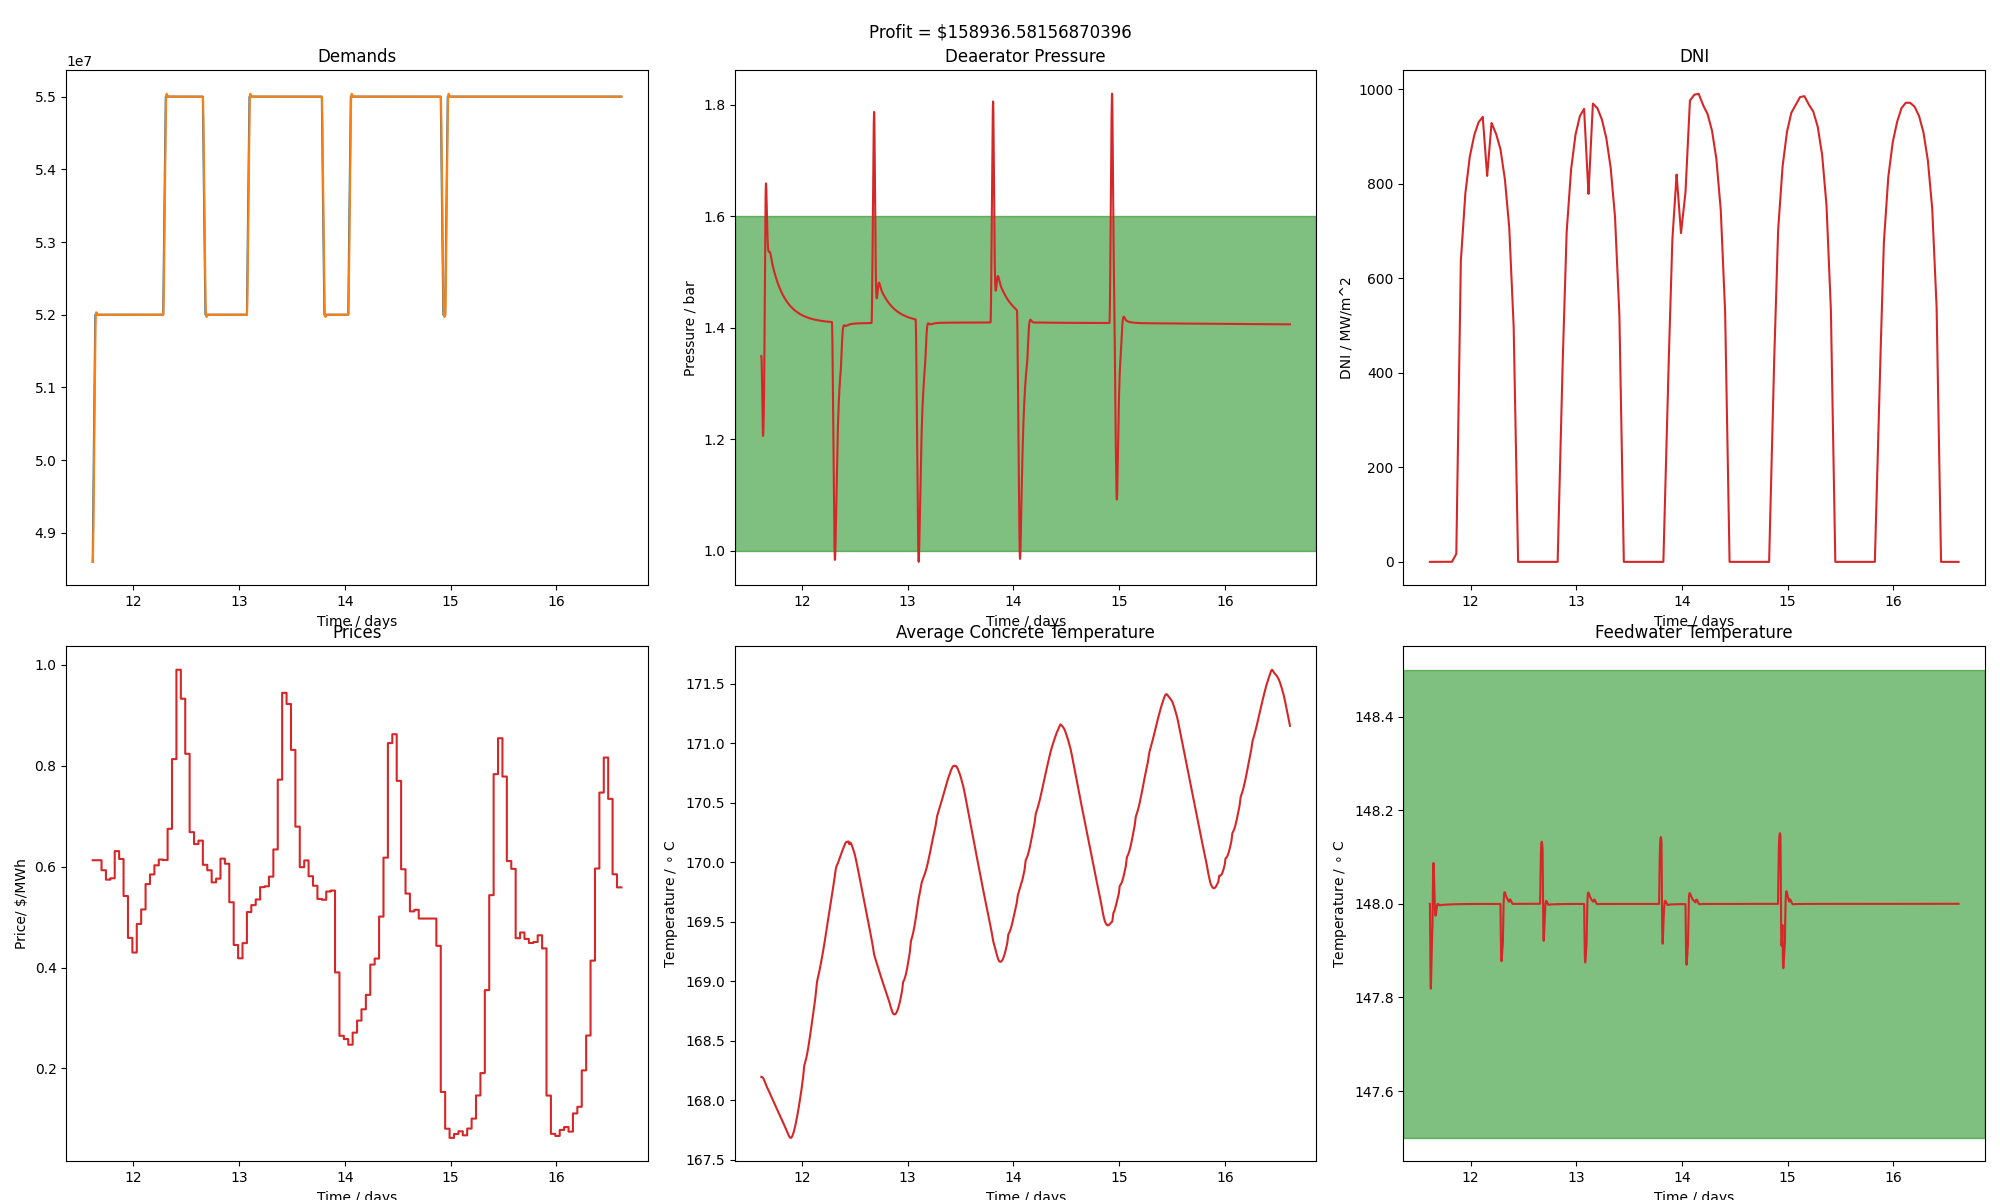 Profit = $158936.58156870396
Demands
1e7
5.5
5.4
5.3
5.2
5.1
5.0
4.9
12 13 14 15 16
Time / days
Deaerator Pressure
Pressure / bar
1.8
1.6
1.4
1.2
1.0
12 13 14 15 16
Time / days
DNI
DNI / MW/m^2
1000
800
600
400
200
0
12 13 14 15 16
Time / days
Prices
Price/ $/MWh
1.0
0.8
0.6
0.4
0.2
12 13 14 15 16
Time / days
Average Concrete Temperature
Temperature / ∘ C
171.5
171.0
170.5
170.0
169.5
169.0
168.5
168.0
167.5
12 13 14 15 16
Time / days
Feedwater Temperature
Temperature / ∘ C
148.4
148.2
148.0
147.8
147.6
12 13 14 15 16
Time / days